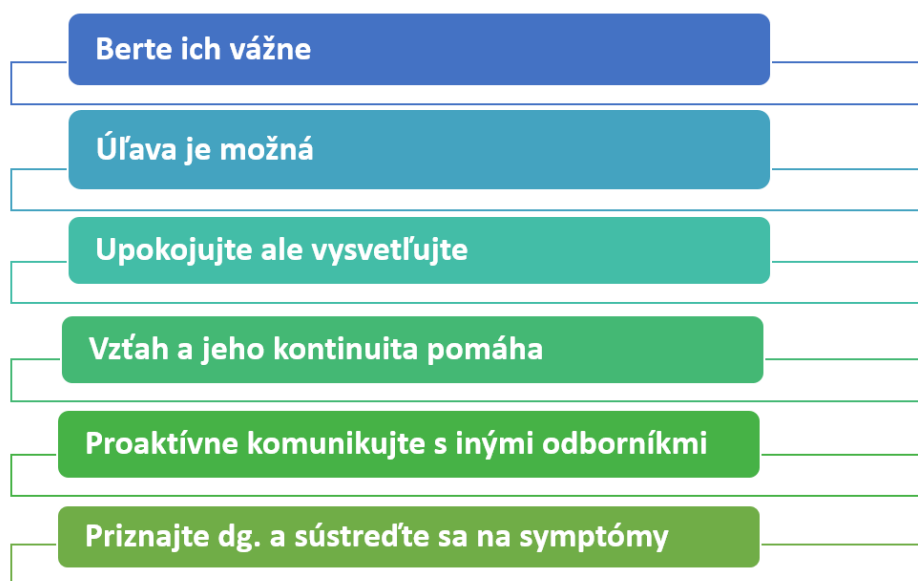 Berte ich vážne
Úľava je možná
Upokojujte ale vysvetľujte
Vzťah a jeho kontinuita pomáha
Proaktívne komunikujte s inými odborníkmi
Priznajte dg. a sústreďte sa na symptómy